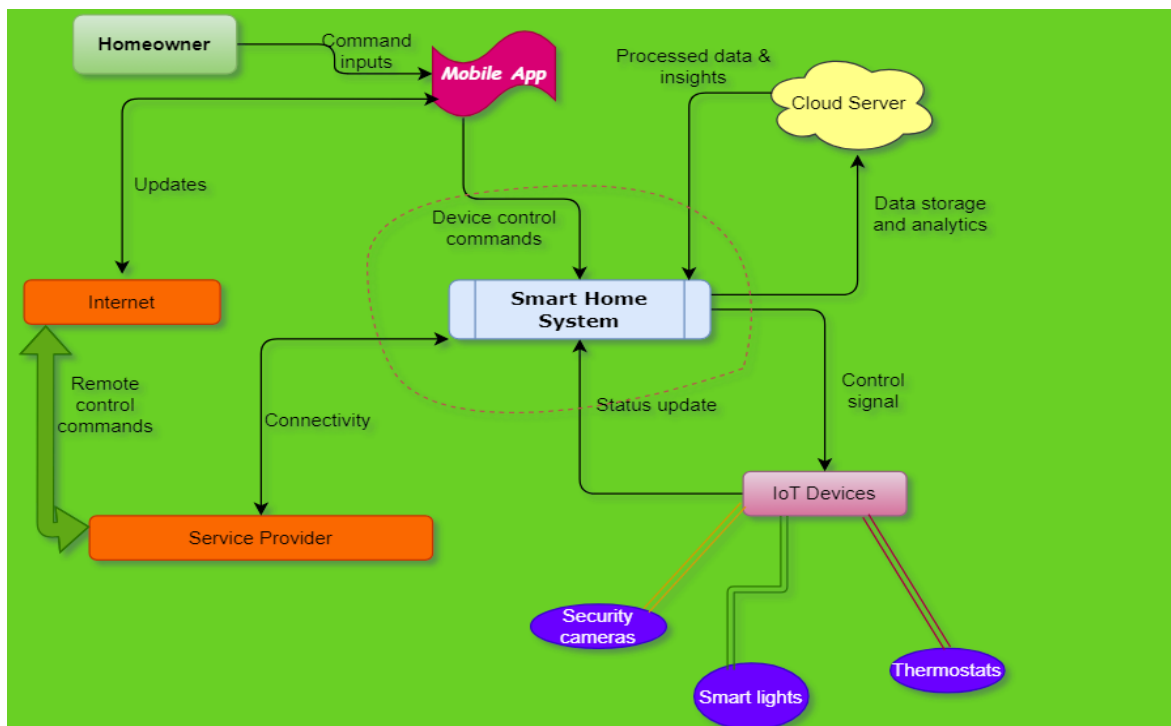 Homeowner
Command
inputs
Mobile App
Processed data &
insights
Cloud Server
Updates
Device control
commands
Data storage
and analytics
Internet
Smart Home
System
Remote
control
commands
Connectivity
Status update
Control
signal
IoT Devices
Service Provider
Security
cameras
Smart lights
Thermostats